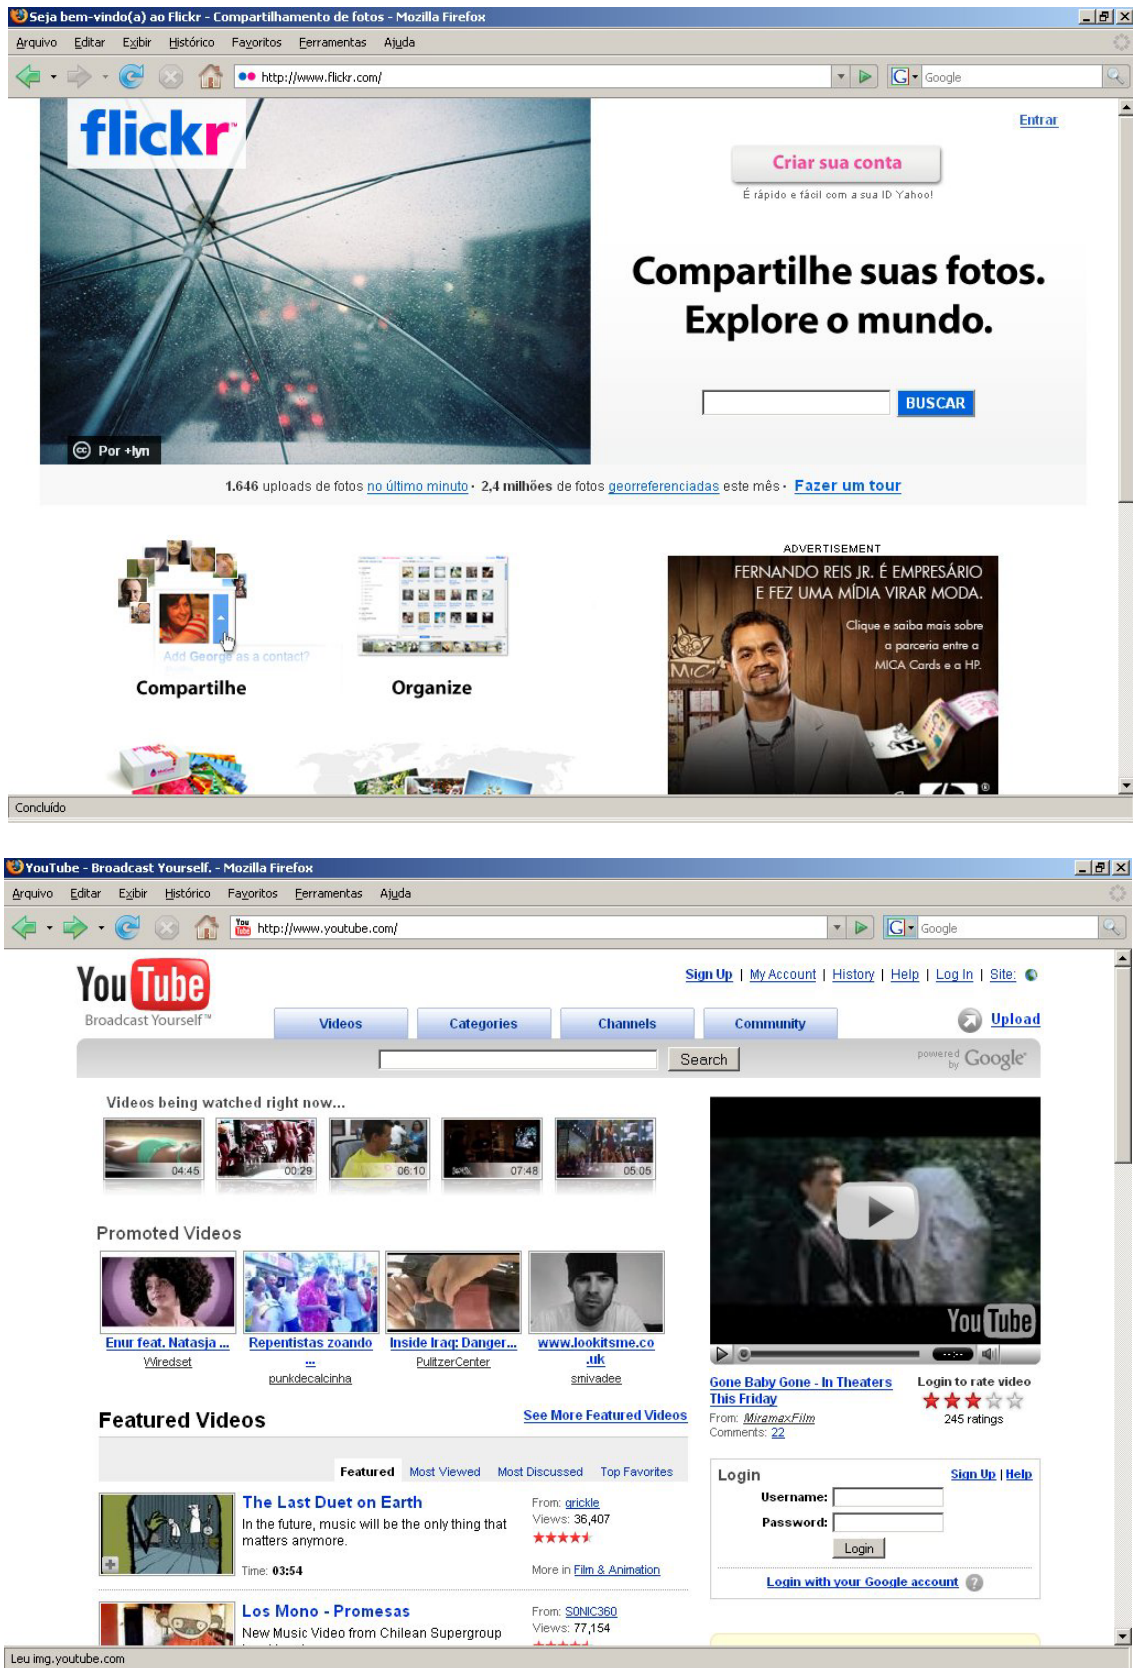 Seja bem-vindo(a) ao Flickr - Compartilhamento de fotos - Mozilla Firefox
Arquivo Editar Exibir Histórico Favoritos Ferramentas Ajuda
http://www.flickr.com/ G Google
flickr™
Entrar
Criar sua conta
É rápido e fácil com a sua ID Yahoo!
Compartilhe suas fotos.
Explore o mundo.
BUSCAR
cc Por +lyn
1.646 uploads de fotos no último minuto · 2,4 milhões de fotos georreferenciadas este mês · Fazer um tour
ADVERTISEMENT
FERNANDO REIS JR. É EMPRESÁRIO
E FEZ UMA MÍDIA VIRAR MODA.
Clique e saiba mais sobre
a parceria entre a
MICA Cards e a HP.
MICA
Add George as a contact?
Compartilhe
Organize
Concluído
YouTube - Broadcast Yourself. - Mozilla Firefox
Arquivo Editar Exibir Histórico Favoritos Ferramentas Ajuda
You Tube http://www.youtube.com/ G Google
YouTube
Broadcast Yourself™
Sign Up | My Account | History | Help | Log In | Site:
Videos Categories Channels Community Upload
Search powered by Google
Videos being watched right now...
04:45 00:29 06:10 07:48 05:05
Promoted Videos
Enur feat. Natasja ...
Wiredset
Repentistas zoando
...
punkdecalcinha
Inside Iraq: Danger...
PulitzerCenter
www.lookitsme.co
.uk
smivadee
YouTube
--:--
Gone Baby Gone - In Theaters
This Friday
From: MiramaxFilm
Comments: 22
Login to rate video
245 ratings
Featured Videos
See More Featured Videos
Featured Most Viewed Most Discussed Top Favorites
The Last Duet on Earth
In the future, music will be the only thing that
matters anymore.
Time: 03:54
From: grickle
Views: 36,407
More in Film & Animation
Los Mono - Promesas
New Music Video from Chilean Supergroup
From: S0NIC360
Views: 77,154
Login
Sign Up | Help
Username:
Password:
Login
Login with your Google account ?
Leu img.youtube.com